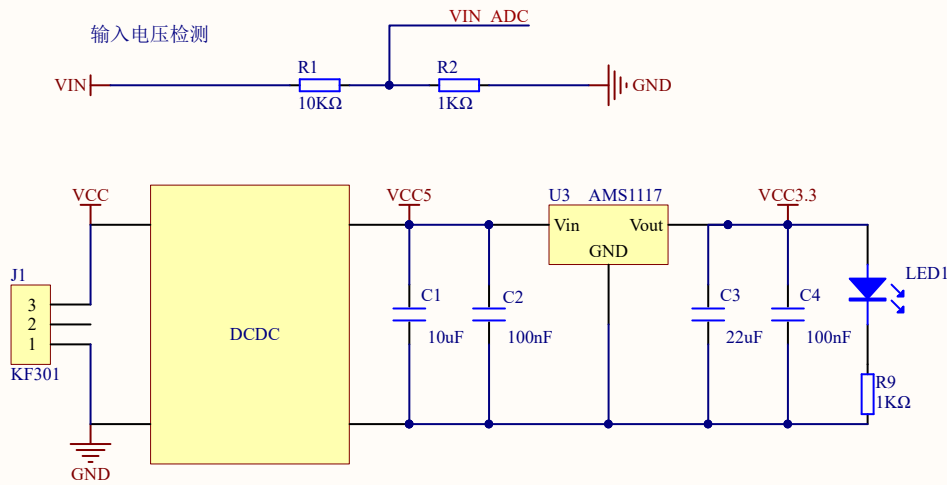 VIN ADC
输入电压检测
VIN
R1
10KΩ
R2
1KΩ
GND
VCC
VCC5
U3 AMS1117
VCC3.3
Vin
Vout
GND
J1
3
2
1
KF301
GND
DCDC
C1
10uF
C2
100nF
C3
22uF
C4
100nF
LED1
R9
1KΩ